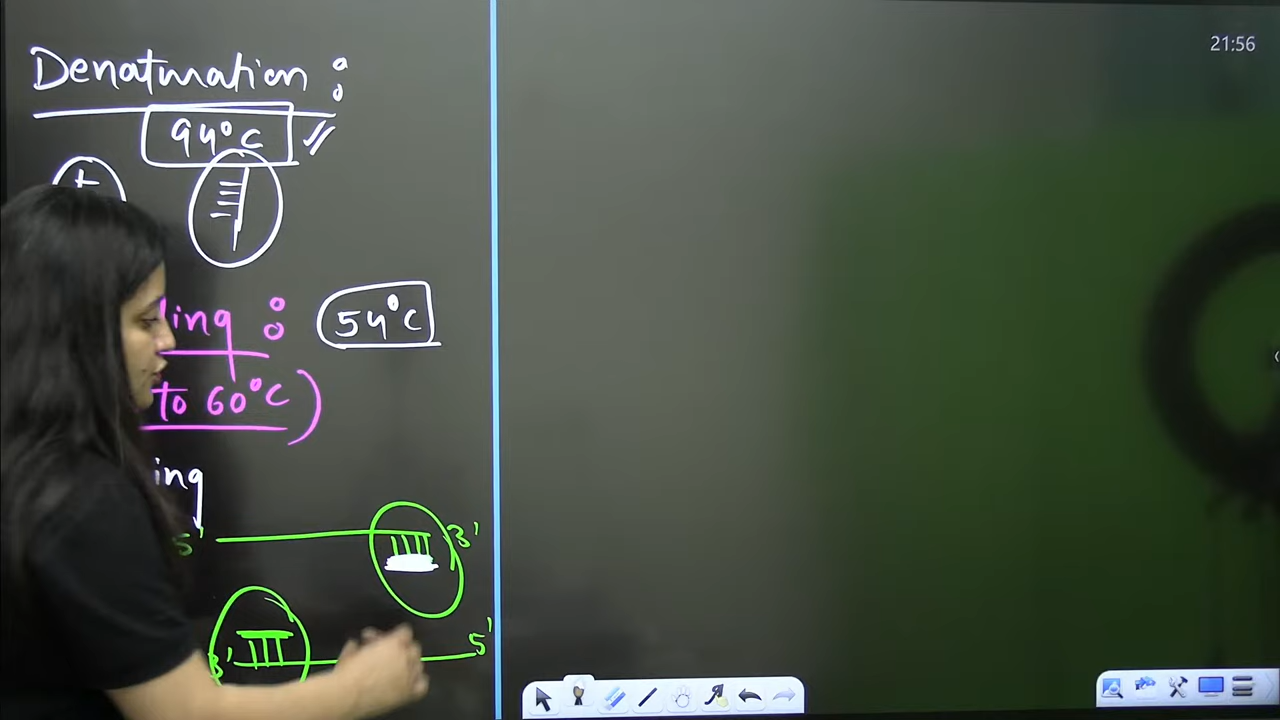 21:56
Denaturation :
94°C
ling : 54°C
to 60°C)
ing
5' 3'
3' 5'